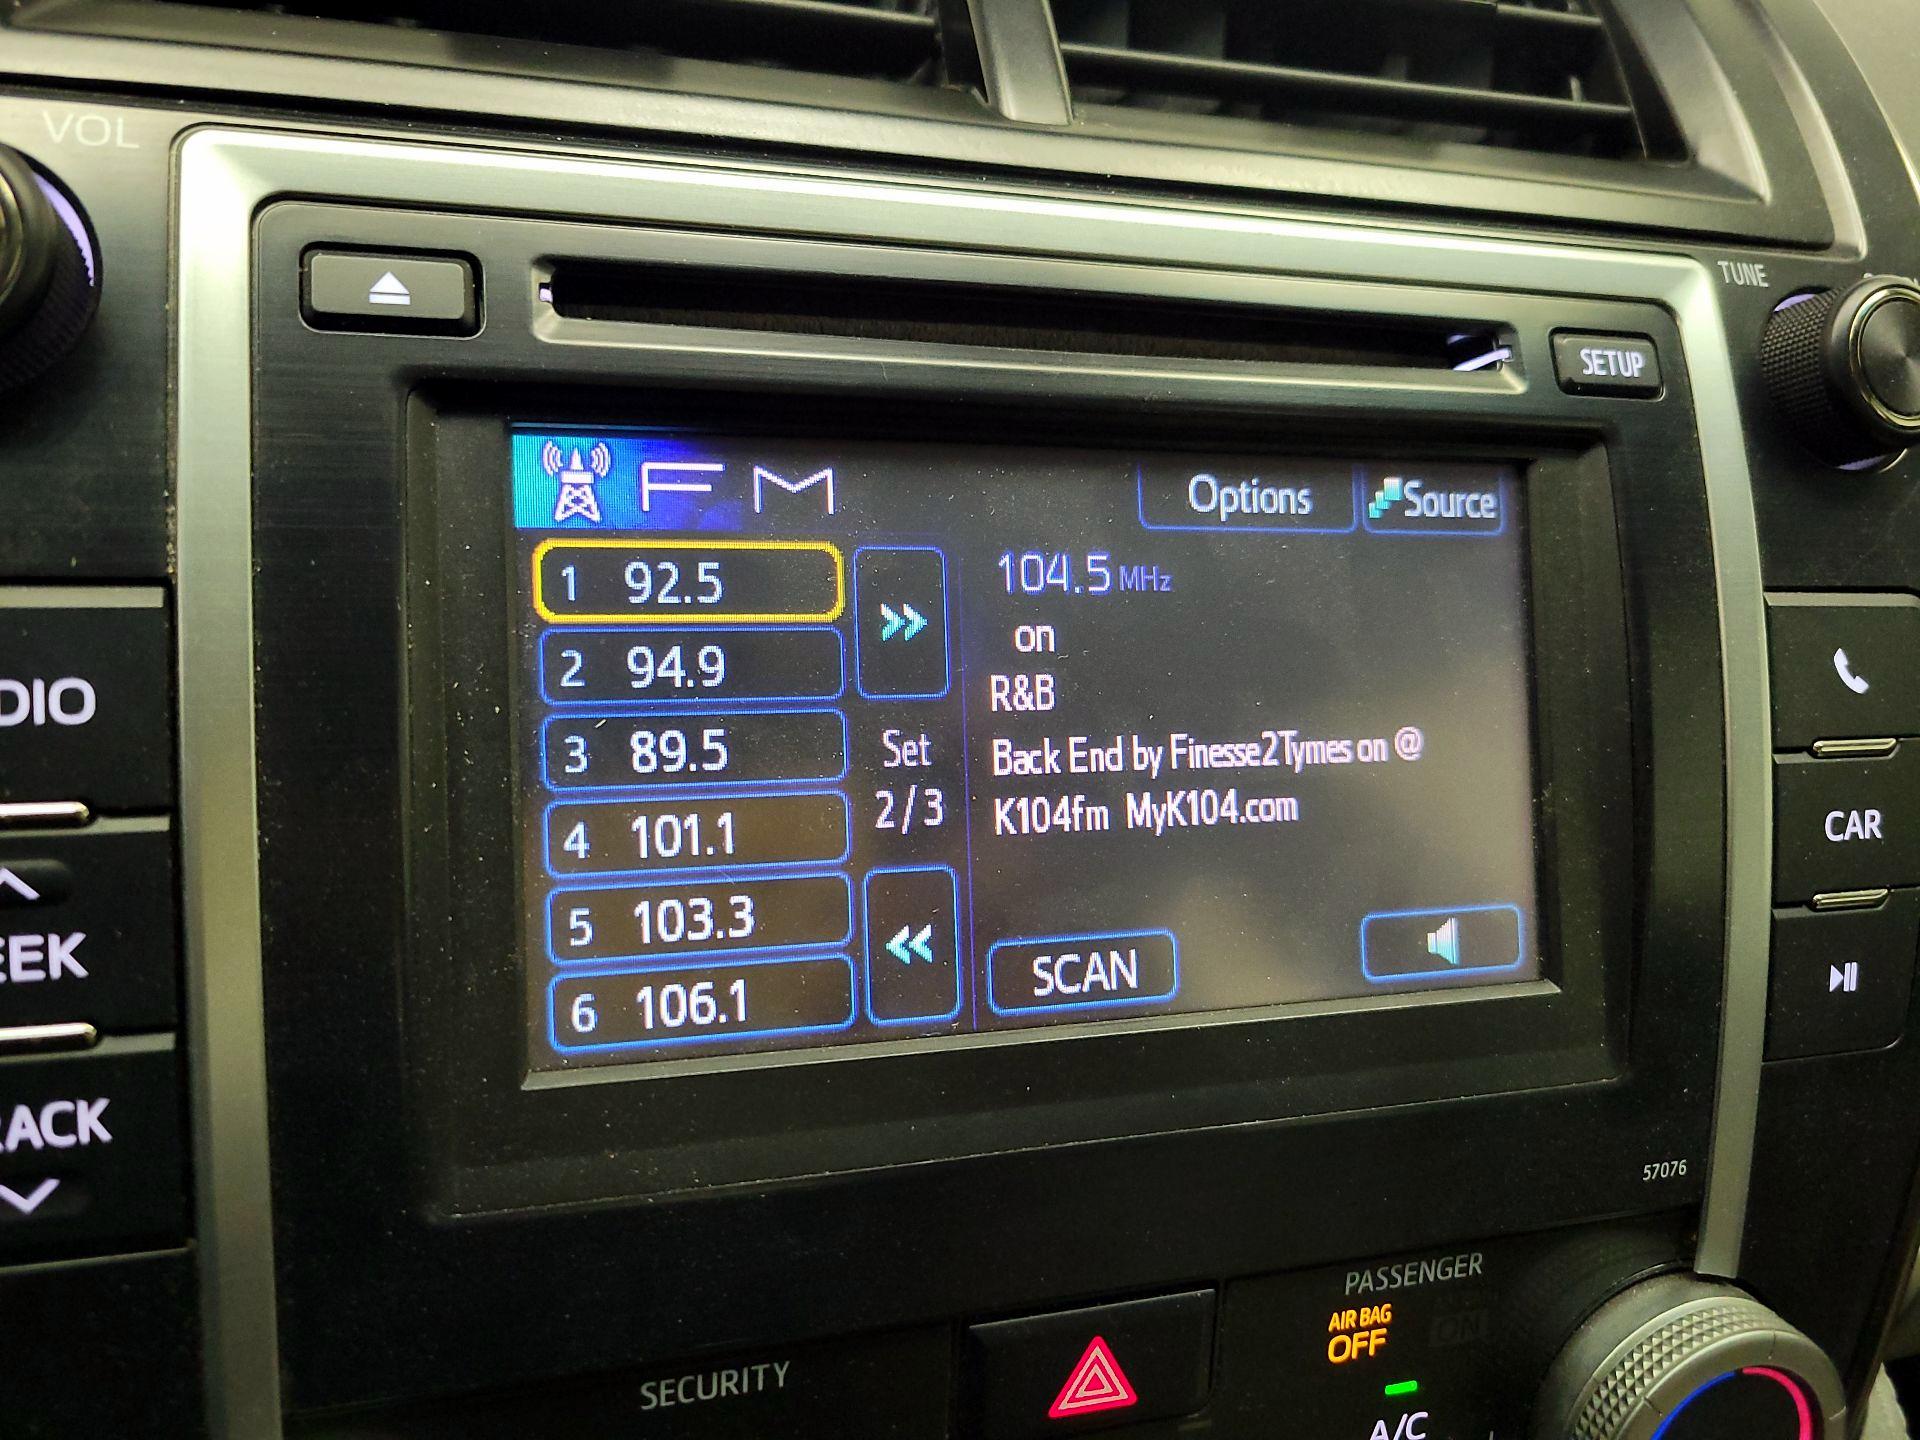 VOL
TUNE
SETUP
FM
Options
Source
1 92.5
104.5 MHz
on
2 94.9
R&B
DIO
3 89.5
Set
Back End by Finesse2Tymes on @
2/3
K104fm MyK104.com
4 101.1
CAR
5 103.3
EEK
SCAN
6 106.1
RACK
57076
PASSENGER
AIR BAG
OFF
ON
SECURITY
A/C